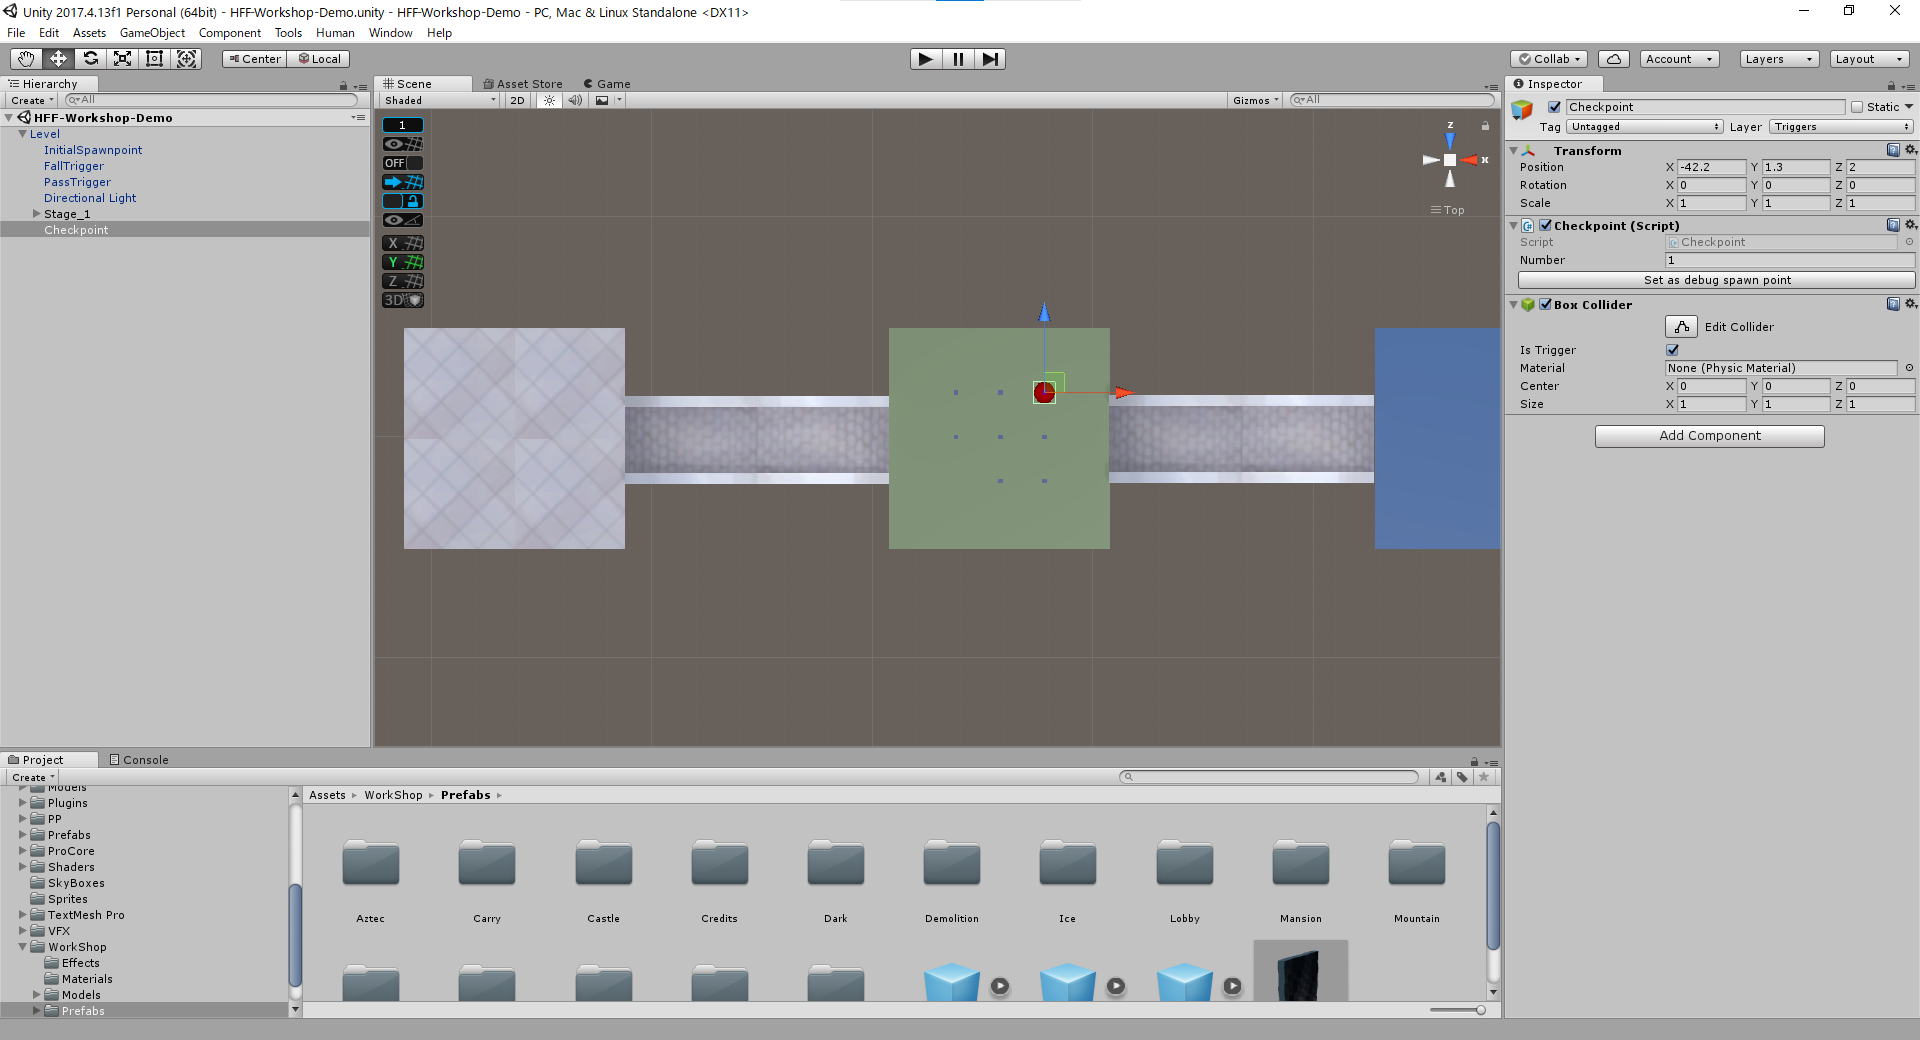 Unity 2017.4.13f1 Personal (64bit) - HFF-Workshop-Demo.unity - HFF-Workshop-Demo - PC, Mac & Linux Standalone <DX11>
File Edit Assets GameObject Component Tools Human Window Help
Center Local
Collab Account Layers Layout
Hierarchy
Create All
HFF-Workshop-Demo
Level
InitialSpawnpoint
FallTrigger
PassTrigger
Directional Light
Stage_1
Checkpoint
Scene Asset Store Game
Shaded 2D Gizmos All
1
OFF
X
Y
Z
3D
z
x
Top
Inspector
Checkpoint Static
Tag Untagged Layer Triggers
Transform
Position X -42.2 Y 1.3 Z 2
Rotation X 0 Y 0 Z 0
Scale X 1 Y 1 Z 1
Checkpoint (Script)
Script Checkpoint
Number 1
Set as debug spawn point
Box Collider
Edit Collider
Is Trigger
Material None (Physic Material)
Center X 0 Y 0 Z 0
Size X 1 Y 1 Z 1
Add Component
Project Console
Create
Models
Plugins
PP
Prefabs
ProCore
Shaders
SkyBoxes
Sprites
TextMesh Pro
VFX
WorkShop
Effects
Materials
Models
Prefabs
Assets WorkShop Prefabs
Aztec Carry Castle Credits Dark Demolition Ice Lobby Mansion Mountain